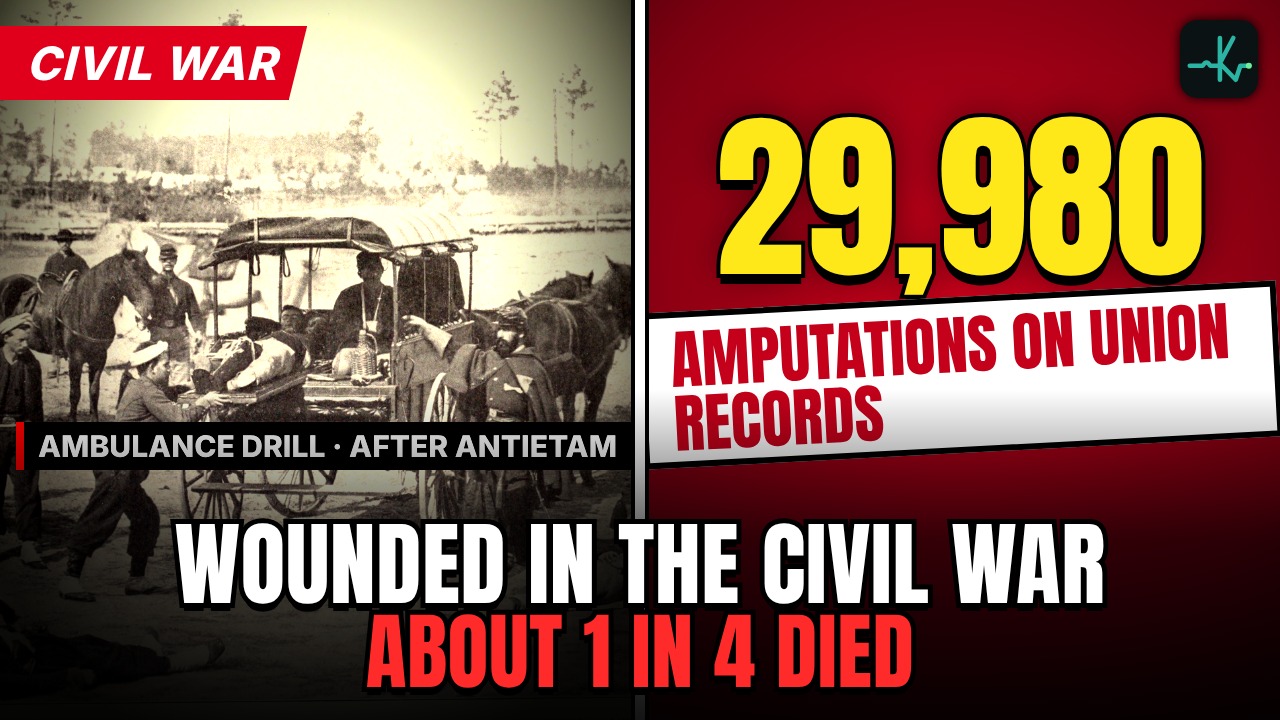 CIVIL WAR
29,980
AMPUTATIONS ON UNION
RECORDS
AMBULANCE DRILL · AFTER ANTIETAM
WOUNDED IN THE CIVIL WAR
ABOUT 1 IN 4 DIED